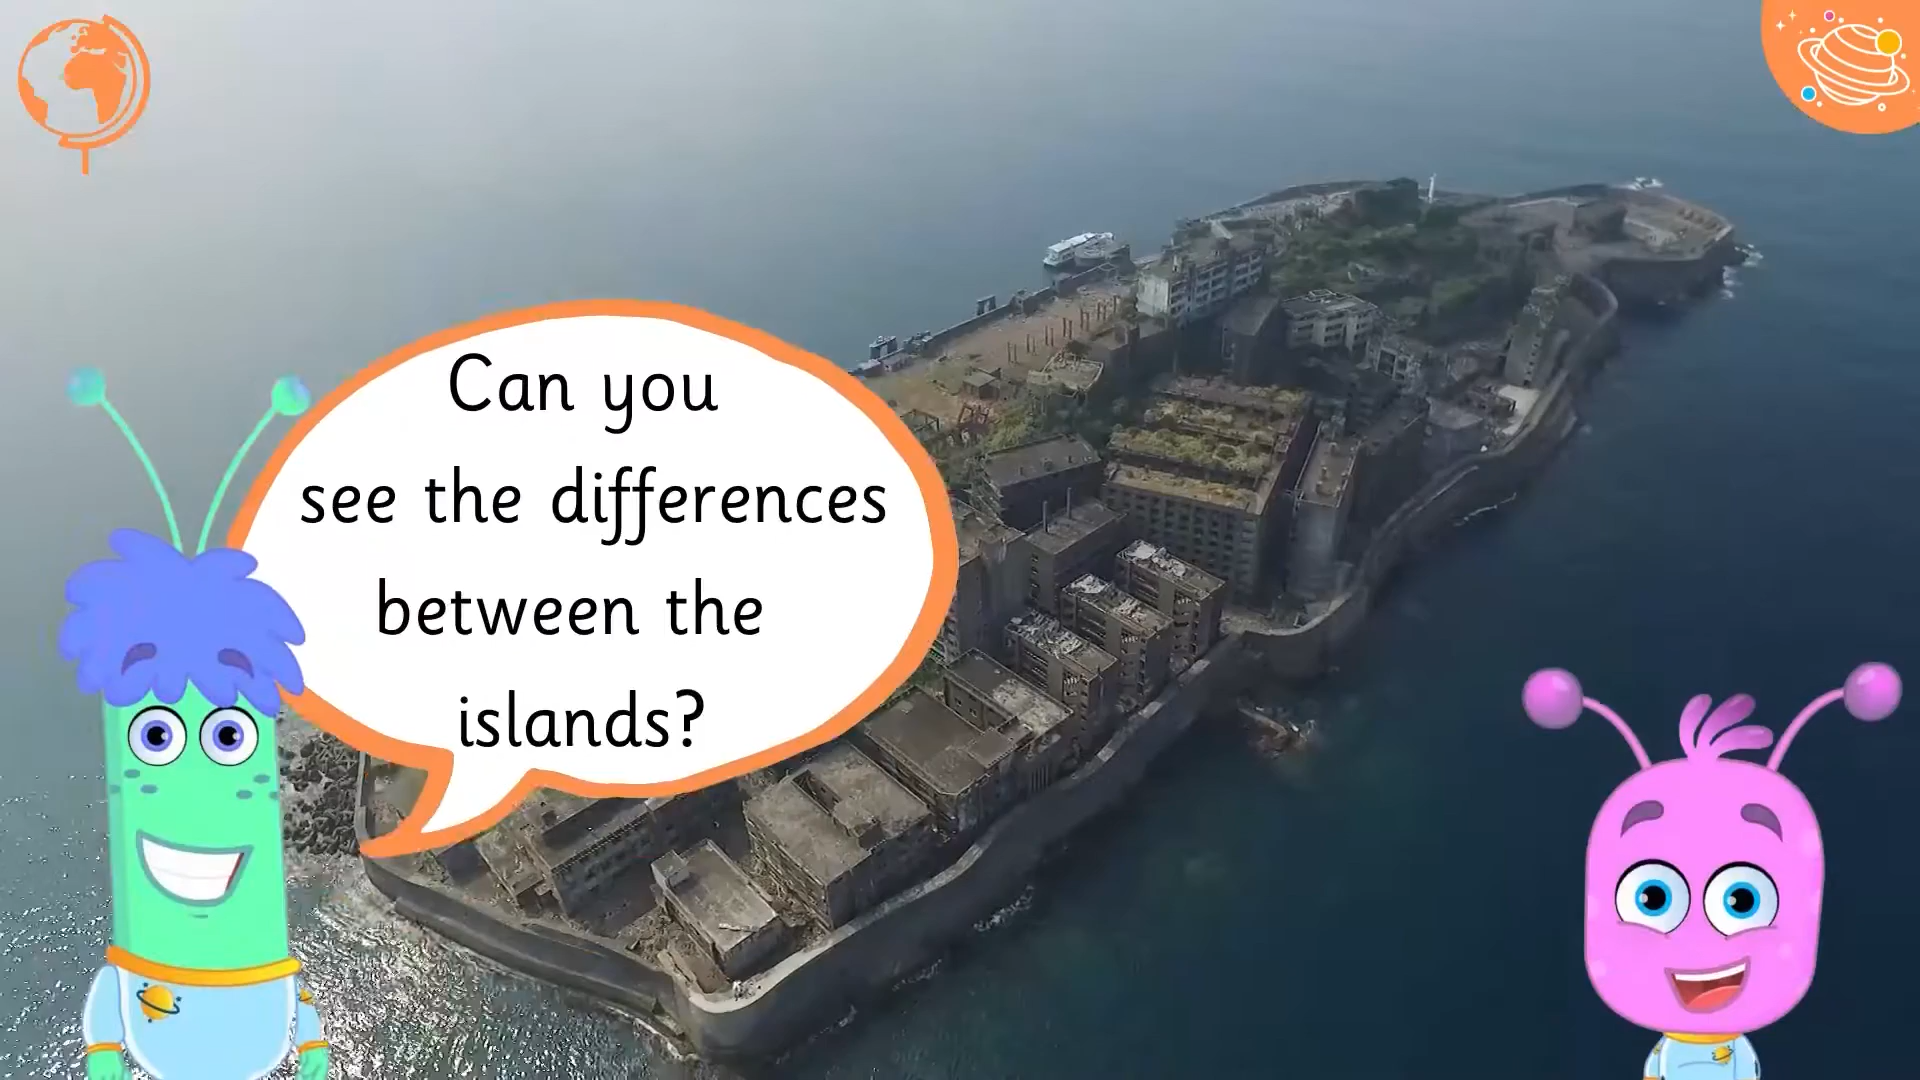 Can you
see the differences
between the
islands?